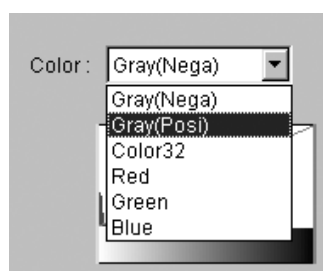 Color : Gray(Nega)
Gray(Nega)
Gray(Posi)
Color32
Red
Green
Blue